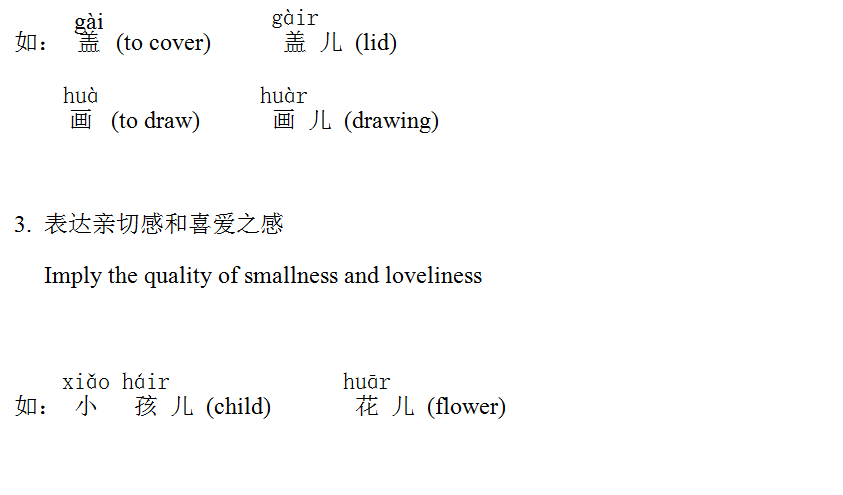 gài gàir
如： 盖 (to cover) 盖 儿 (lid)
huà huàr
画 (to draw) 画 儿 (drawing)
3. 表达亲切感和喜爱之感
Imply the quality of smallness and loveliness
xiǎo háir huār
如： 小 孩 儿 (child) 花 儿 (flower)